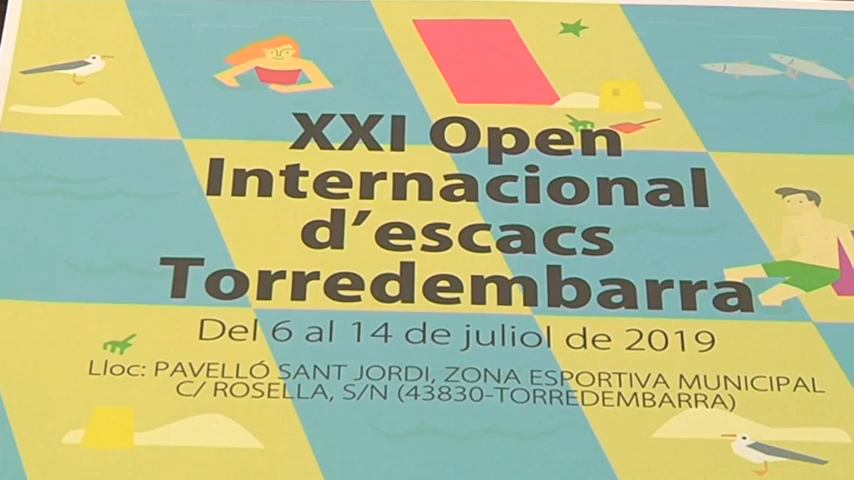 XXI Open
Internacional
d'escacs
Torredembarra
Del 6 al 14 de juliol de 2019
Lloc: PAVELLÓ SANT JORDI, ZONA ESPORTIVA MUNICIPAL
C/ ROSELLA, S/N (43830-TORREDEMBARRA)